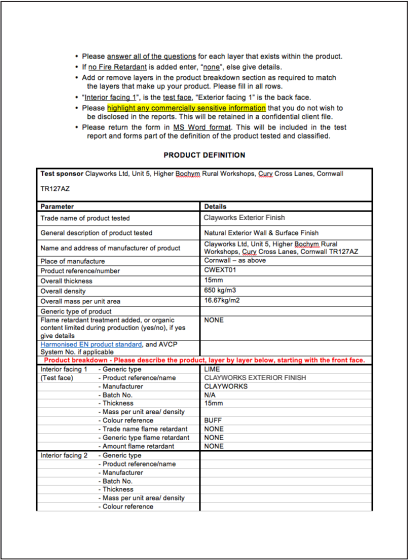 • Please answer all of the questions for each layer that exists within the product.
• If no Fire Retardant is added enter, "none", else give details.
• Add or remove layers in the product breakdown section as required to match
the layers that make up your product. Please fill in all rows.
• "Interior facing 1", is the test face, "Exterior facing 1" is the back face.
• Please highlight any commercially sensitive information that you do not wish to
be disclosed in the reports. This will be retained in a confidential client file.
• Please return the form in MS Word format. This will be included in the test
report and forms part of the definition of the product tested and classified.
PRODUCT DEFINITION
Test sponsor Clayworks Ltd, Unit 5, Higher Bochym Rural Workshops, Cury Cross Lanes, Cornwall
TR127AZ
Parameter Details
Trade name of product tested Clayworks Exterior Finish
General description of product tested Natural Exterior Wall & Surface Finish
Name and address of manufacturer of product Clayworks Ltd, Unit 5, Higher Bochym Rural
Workshops, Cury Cross Lanes, Cornwall TR127AZ
Place of manufacture Cornwall – as above
Product reference/number CWEXT01
Overall thickness 15mm
Overall density 650 kg/m3
Overall mass per unit area 16.67kg/m2
Generic type of product
Flame retardant treatment added, or organic NONE
content limited during production (yes/no), if yes
give details
Harmonised EN product standard, and AVCP
System No. if applicable
Product breakdown - Please describe the product, layer by layer below, starting with the front face.
Interior facing 1 - Generic type LIME
(Test face) - Product reference/name CLAYWORKS EXTERIOR FINISH
- Manufacturer CLAYWORKS
- Batch No. N/A
- Thickness 15mm
- Mass per unit area/ density
- Colour reference BUFF
- Trade name flame retardant NONE
- Generic type flame retardant NONE
- Amount flame retardant NONE
Interior facing 2 - Generic type
- Product reference/name
- Manufacturer
- Batch No.
- Thickness
- Mass per unit area/ density
- Colour reference